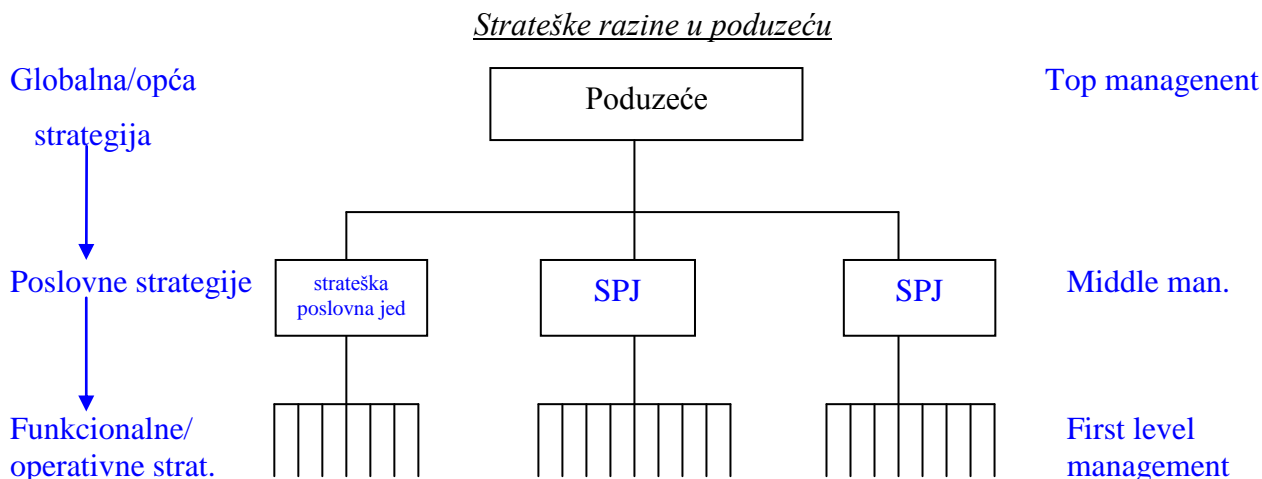 Strateške razine u poduzeću
Globalna/opća
strategija
Poduzeće
Top managenent
Poslovne strategije
strateška
poslovna jed
SPJ
SPJ
Middle man.
Funkcionalne/
operativne strat.
First level
management